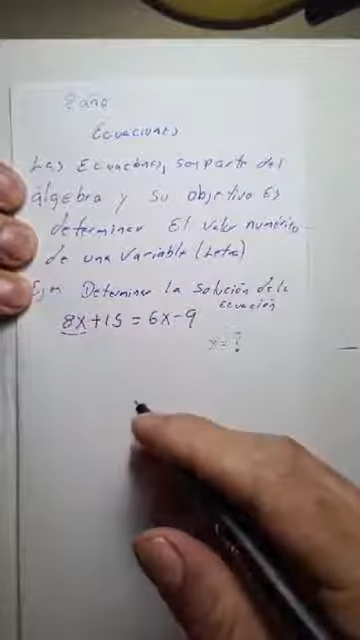 8 año
Ecuaciones
Las Ecuaciones, son parte del
álgebra y su objetivo Es
determinar El valor numérico
de una variable (Letra)
Ejm Determinar la solución de la
Ecuación
8x+15 = 6x-9
x = ?